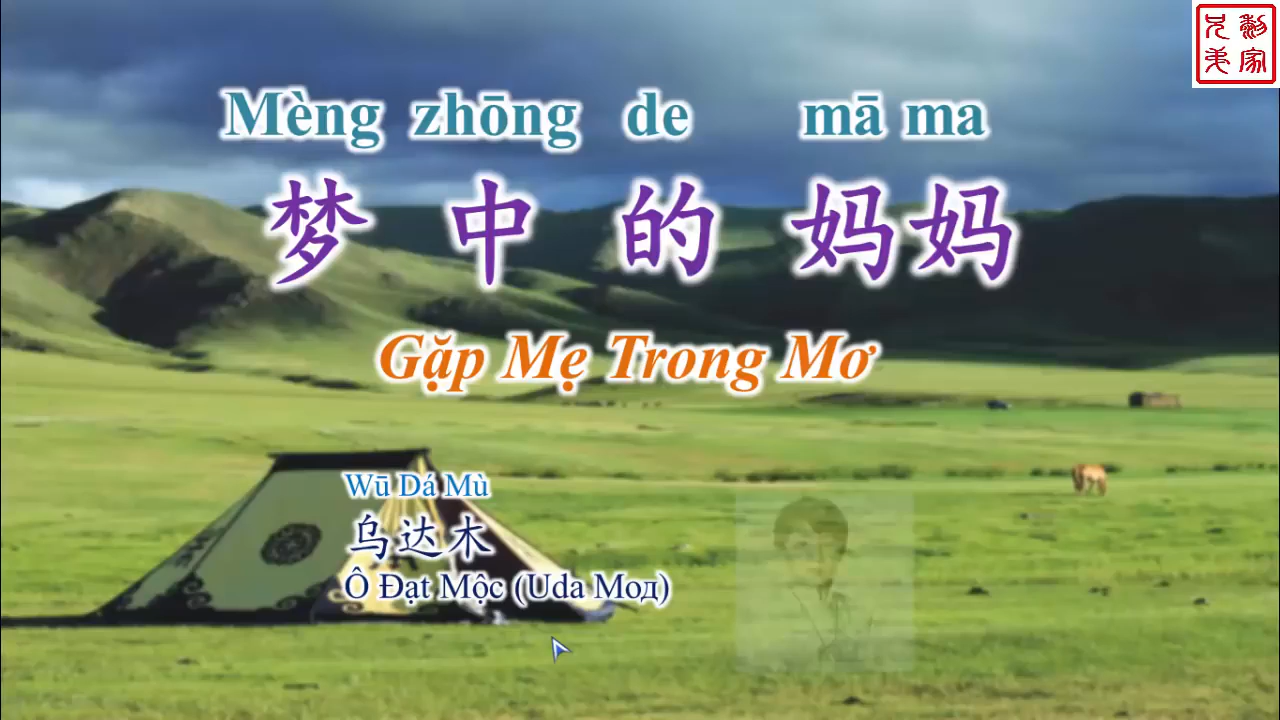 Mèng zhōng de mā ma
梦 中 的 妈妈
Gặp Mẹ Trong Mơ
Wū Dá Mù
乌达木
Ô Đạt Mộc (Uda Мод)